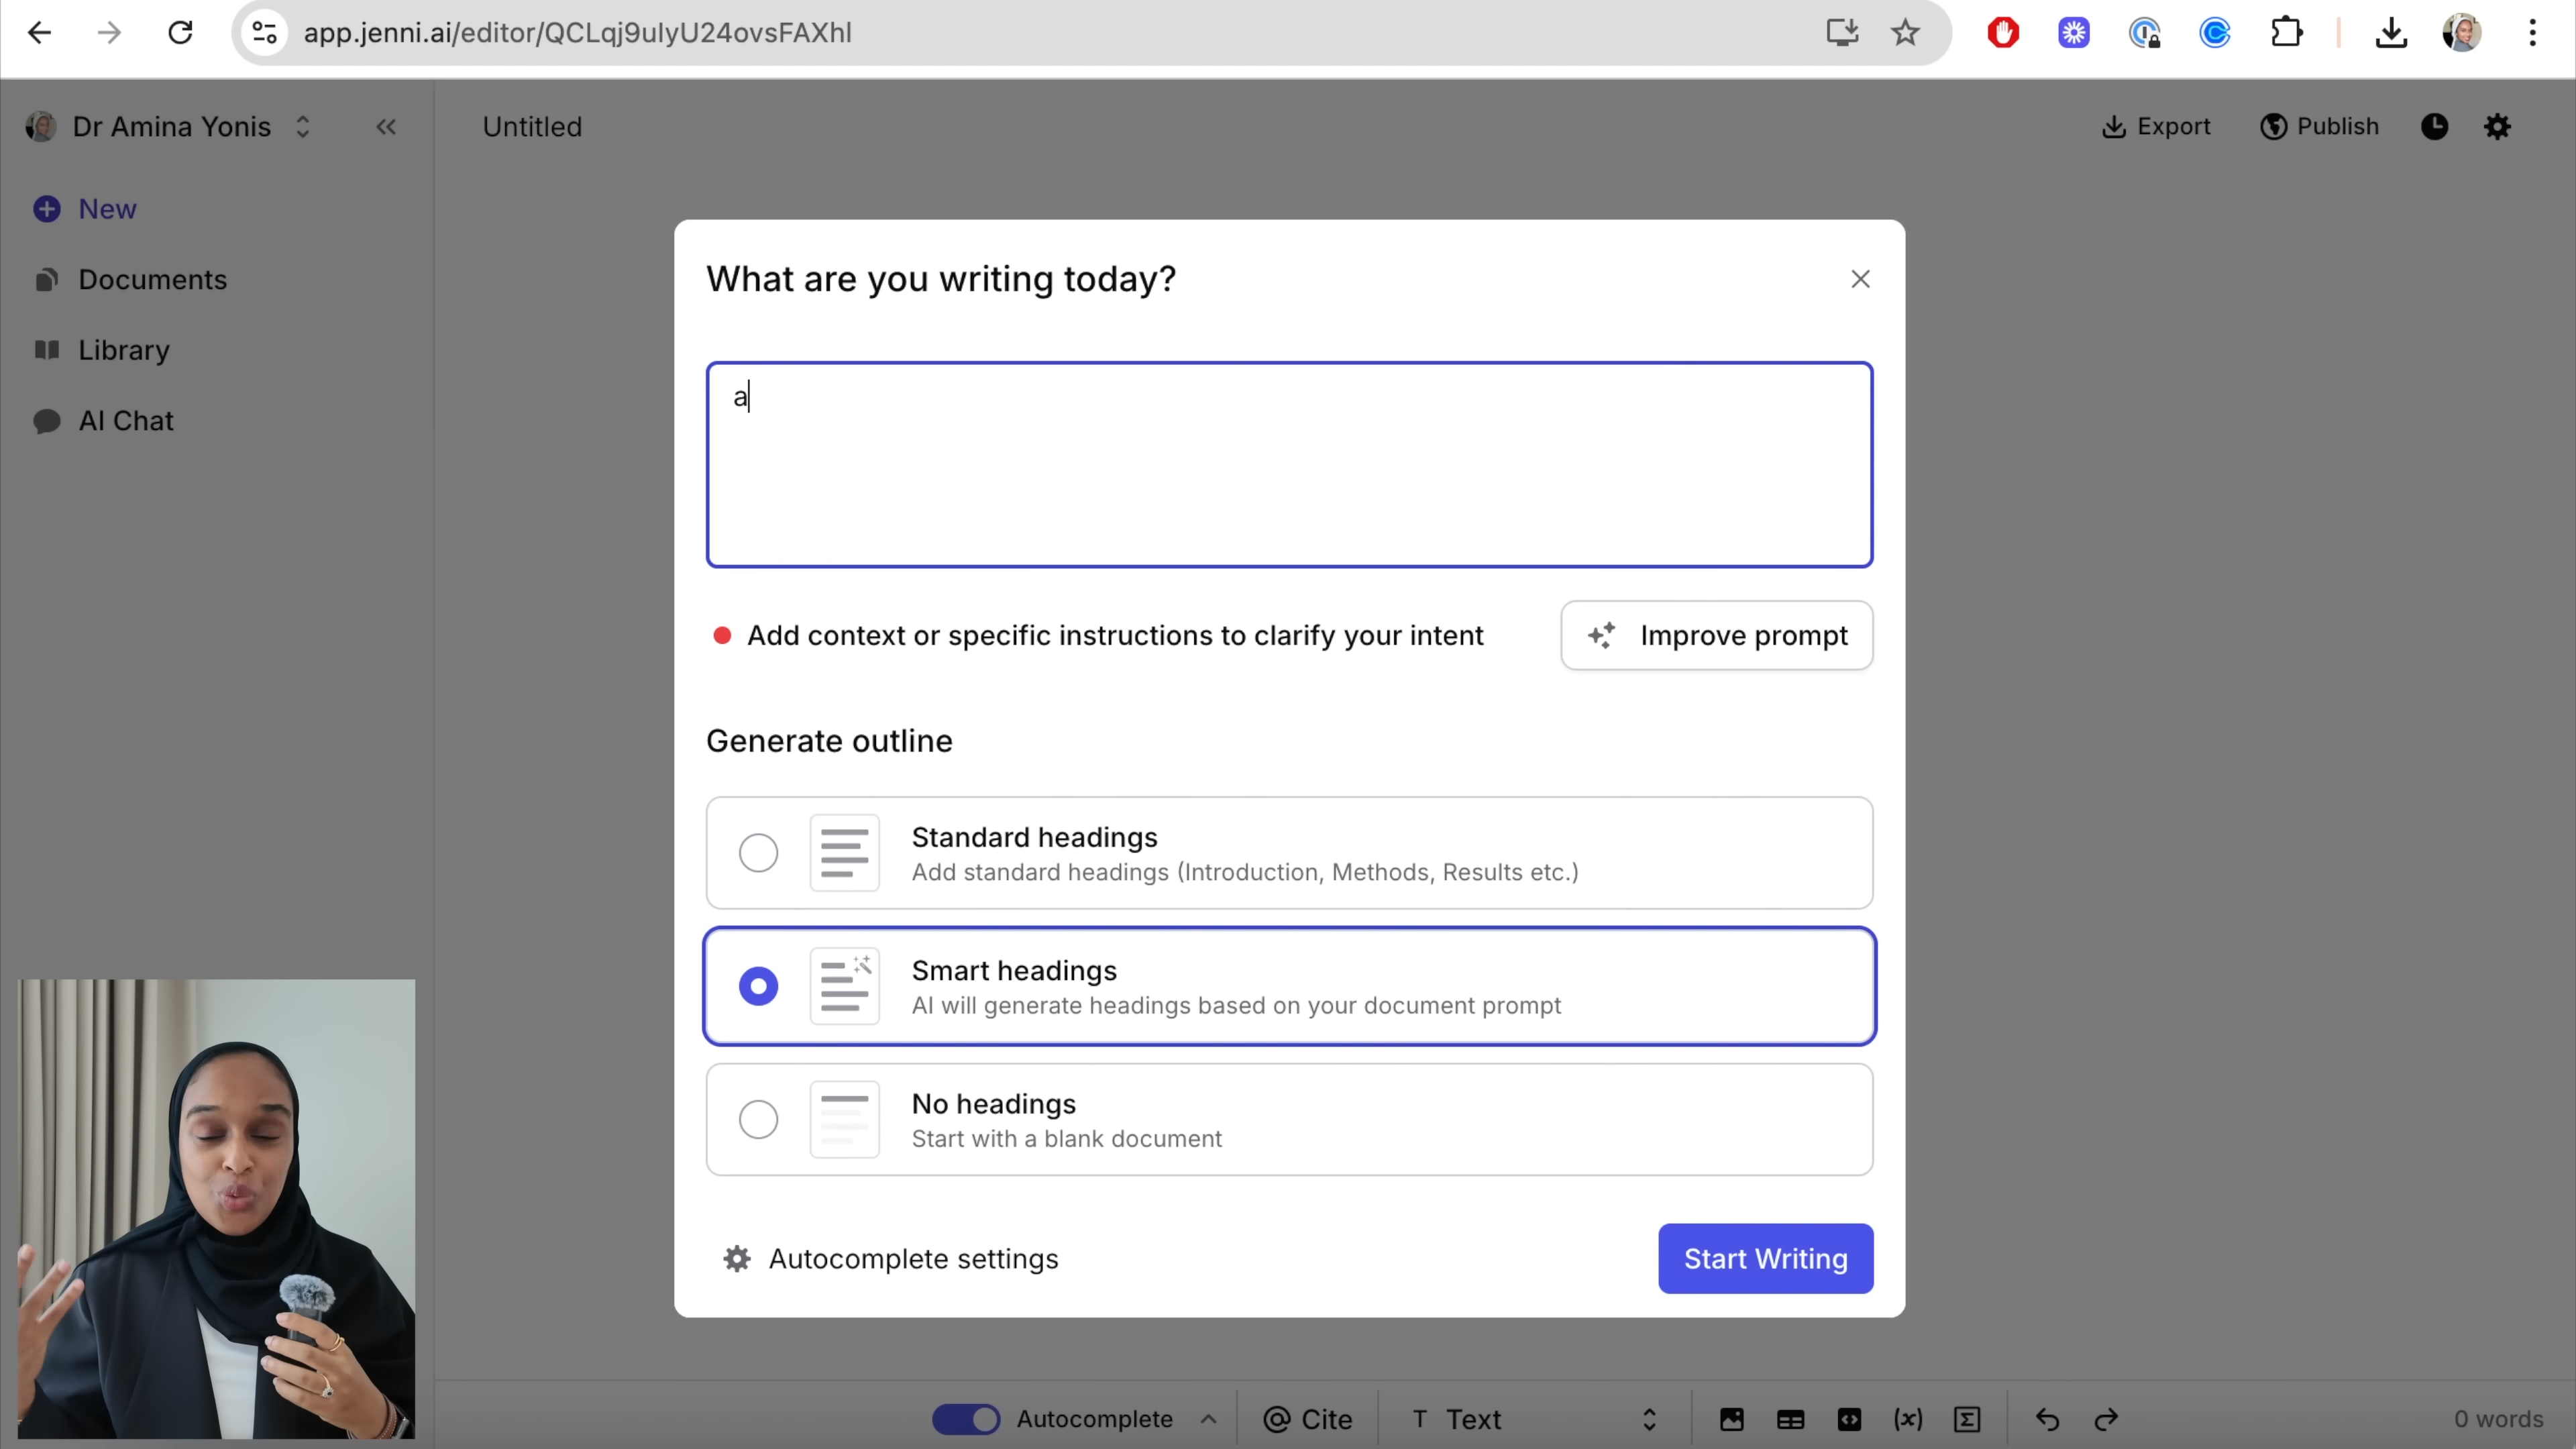 app.jenni.ai/editor/QCLqj9ulyU24ovsFAXhl
Dr Amina Yonis
Untitled
Export
Publish
New
Documents
Library
AI Chat
What are you writing today?
a
Add context or specific instructions to clarify your intent
Improve prompt
Generate outline
Standard headings
Add standard headings (Introduction, Methods, Results etc.)
Smart headings
AI will generate headings based on your document prompt
No headings
Start with a blank document
Autocomplete settings
Start Writing
Autocomplete
Cite
T Text
0 words